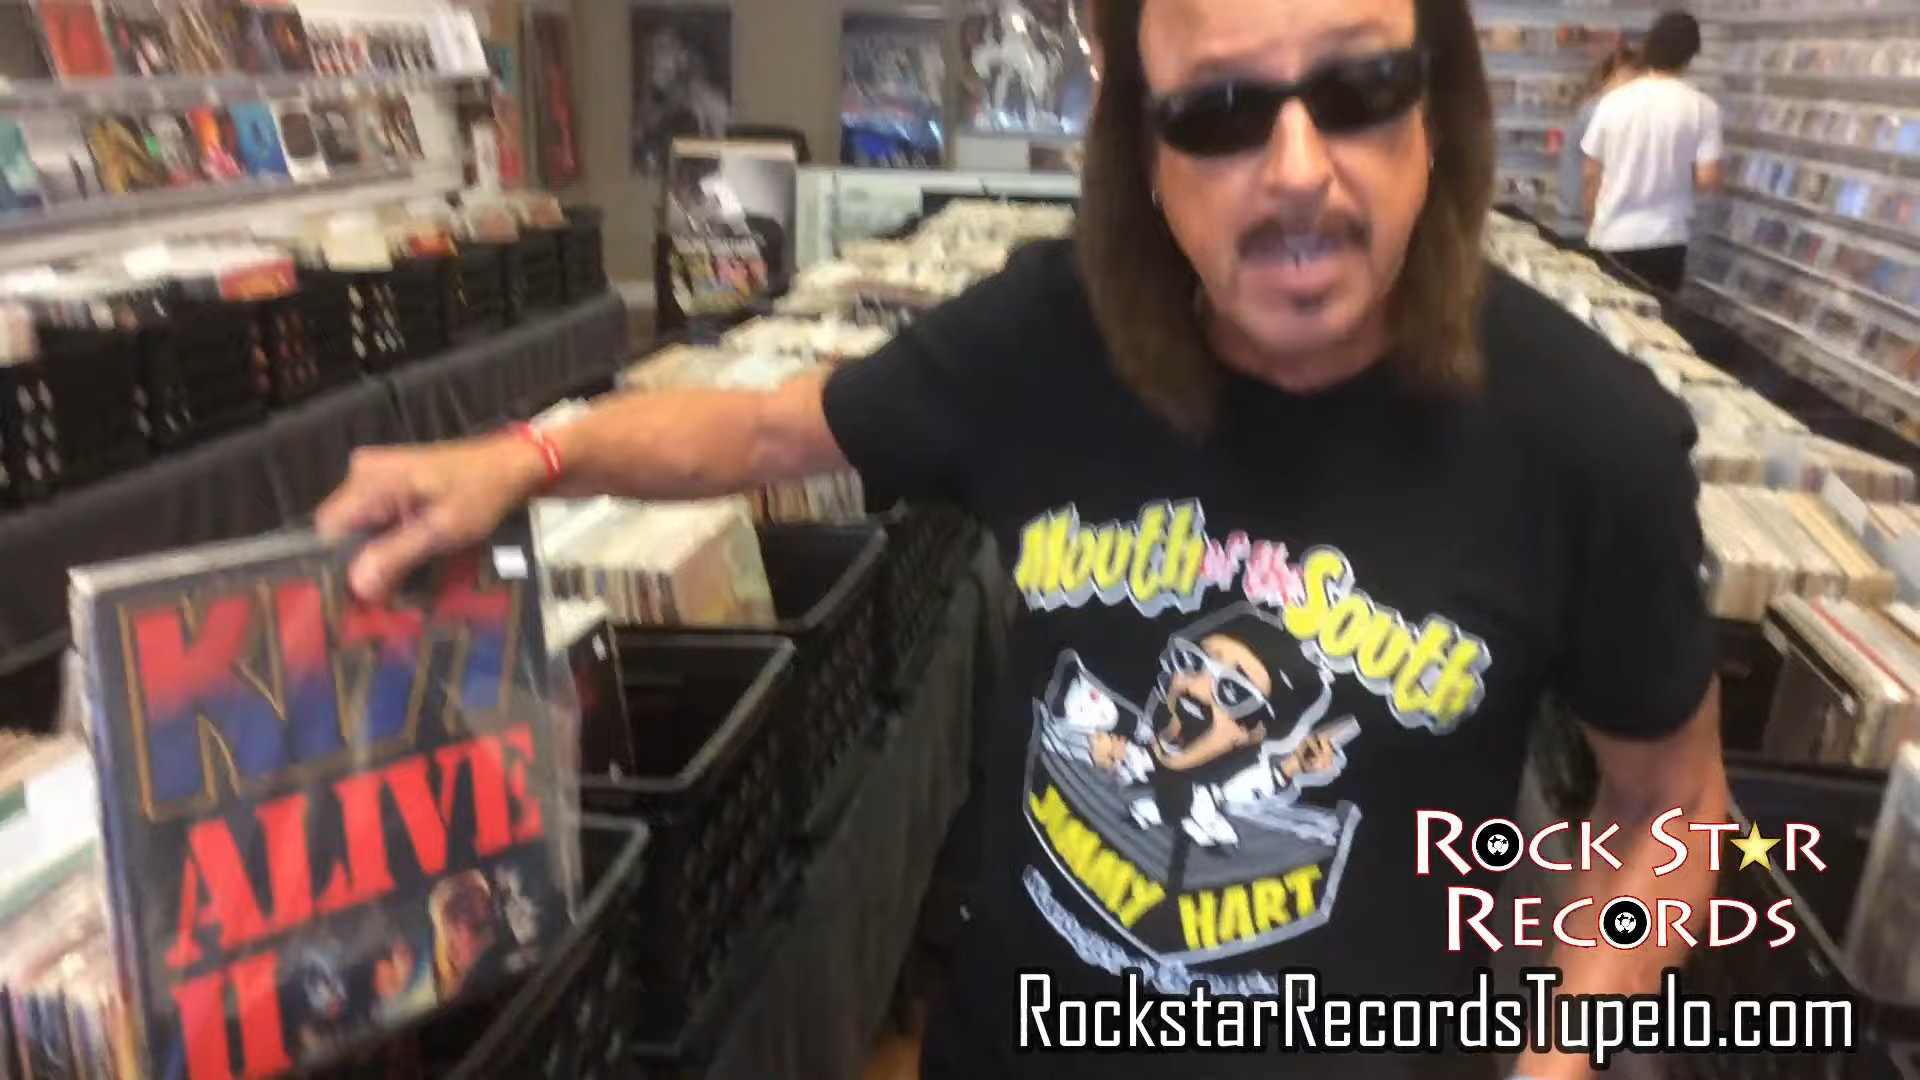 KISS
ALIVE
II
Mouth of the South
JIMMY HART
ROCK STAR
RECORDS
RockstarRecordsTupelo.com